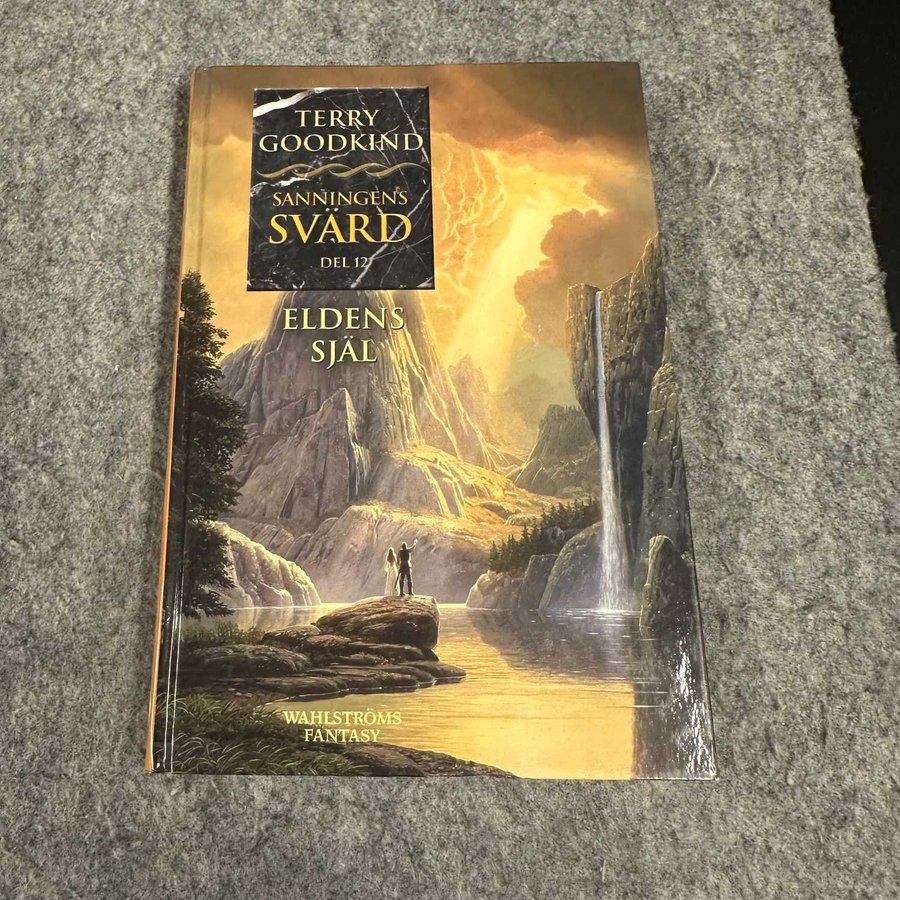 TERRY
GOODKIND
SANNINGENS
SVÄRD
DEL 12
ELDENS
SJÄL
WAHLSTRÖMS
FANTASY